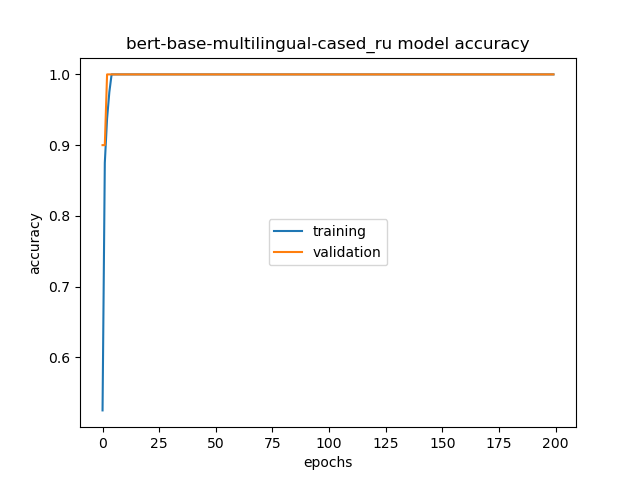 bert-base-multilingual-cased_ru model accuracy
1.0
0.9
0.8
0.7
0.6
accuracy
training
validation
0 25 50 75 100 125 150 175 200
epochs